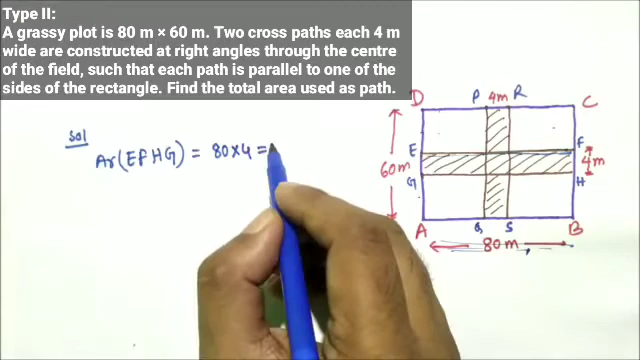 Type II:
A grassy plot is 80 m × 60 m. Two cross paths each 4 m
wide are constructed at right angles through the centre
of the field, such that each path is parallel to one of the
sides of the rectangle. Find the total area used as path.
Sol
Ar(EFHG) = 80×4 =
D P 4m R C
E F
60m 4m
G H
A Q S B
80m